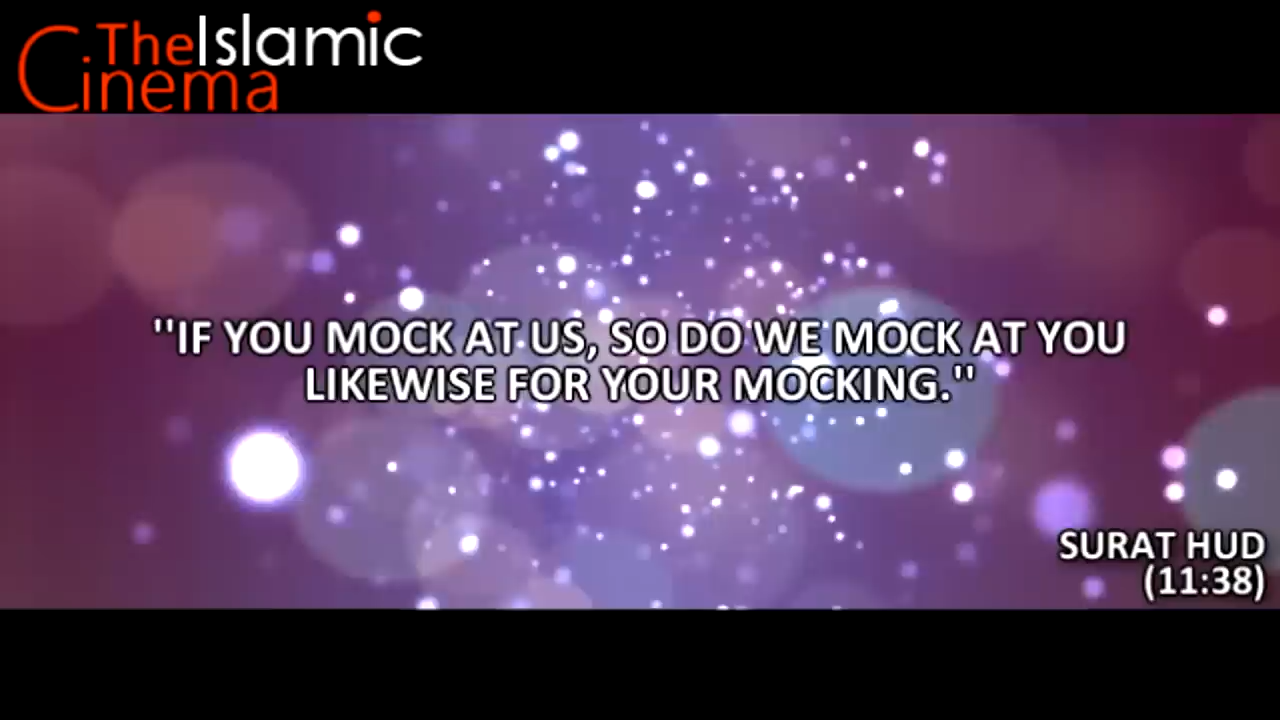 TheIslamic
Cinema
"IF YOU MOCK AT US, SO DO WE MOCK AT YOU
LIKEWISE FOR YOUR MOCKING."
SURAT HUD
(11:38)